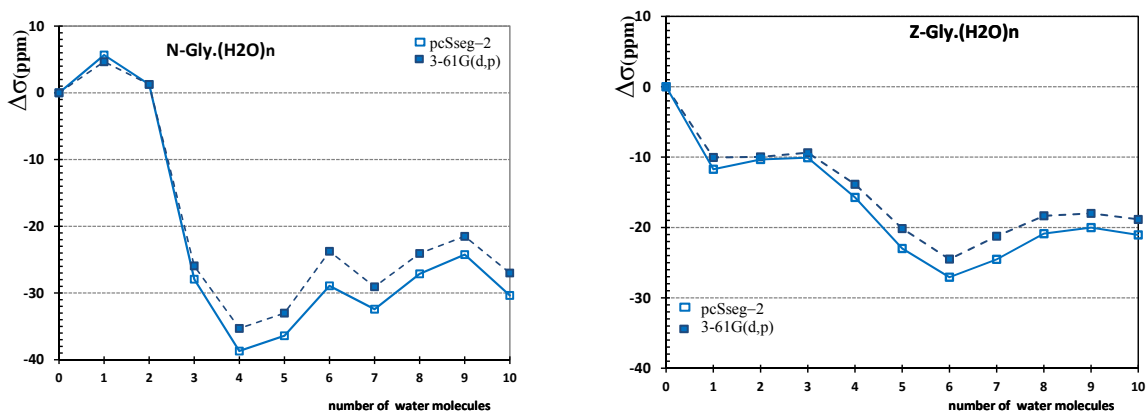 N-Gly.(H2O)n
pcSseg–2
3-61G(d,p)
Δσ(ppm)
10
0
-10
-20
-30
-40
0 1 2 3 4 5 6 7 8 9 10
number of water molecules
Z-Gly.(H2O)n
Δσ(ppm)
10
0
-10
-20
-30
-40
pcSseg–2
3-61G(d,p)
0 1 2 3 4 5 6 7 8 9 10
number of water molecules